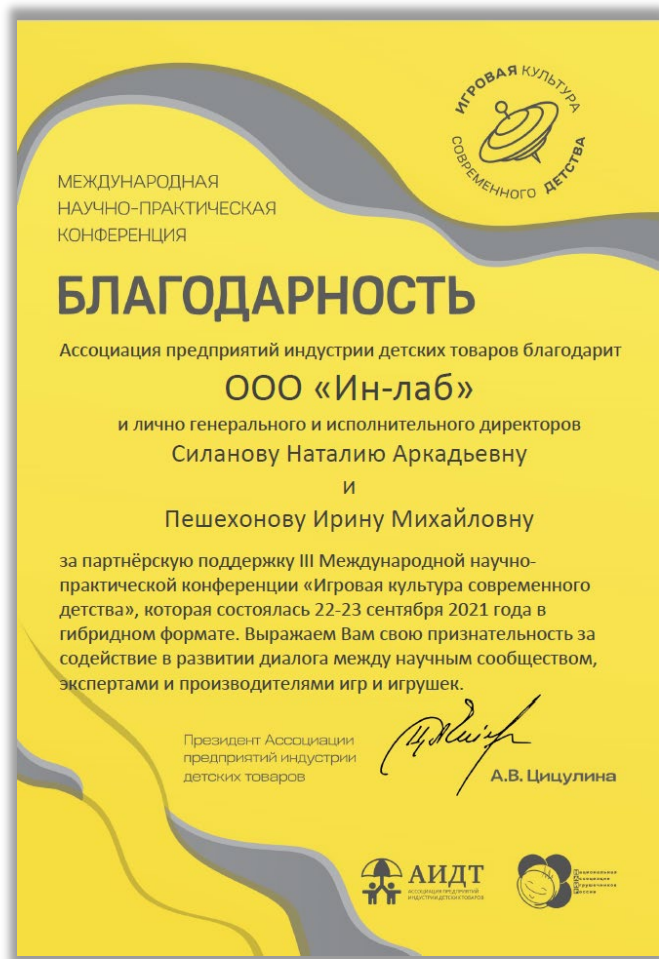 ИГРОВАЯ КУЛЬТУРА
СОВРЕМЕННОГО ДЕТСТВА
МЕЖДУНАРОДНАЯ
НАУЧНО-ПРАКТИЧЕСКАЯ
КОНФЕРЕНЦИЯ
БЛАГОДАРНОСТЬ
Ассоциация предприятий индустрии детских товаров благодарит
ООО «Ин-лаб»
и лично генерального и исполнительного директоров
Силанову Наталию Аркадьевну
и
Пешехонову Ирину Михайловну
за партнёрскую поддержку III Международной научно-
практической конференции «Игровая культура современного
детства», которая состоялась 22-23 сентября 2021 года в
гибридном формате. Выражаем Вам свою признательность за
содействие в развитии диалога между научным сообществом,
экспертами и производителями игр и игрушек.
Президент Ассоциации
предприятий индустрии
детских товаров
А.В. Цицулина
АИДТ
АССОЦИАЦИЯ ПРЕДПРИЯТИЙ
ИНДУСТРИИ ДЕТСКИХ ТОВАРОВ
Национальная
Ассоциация
Игрушечников
России